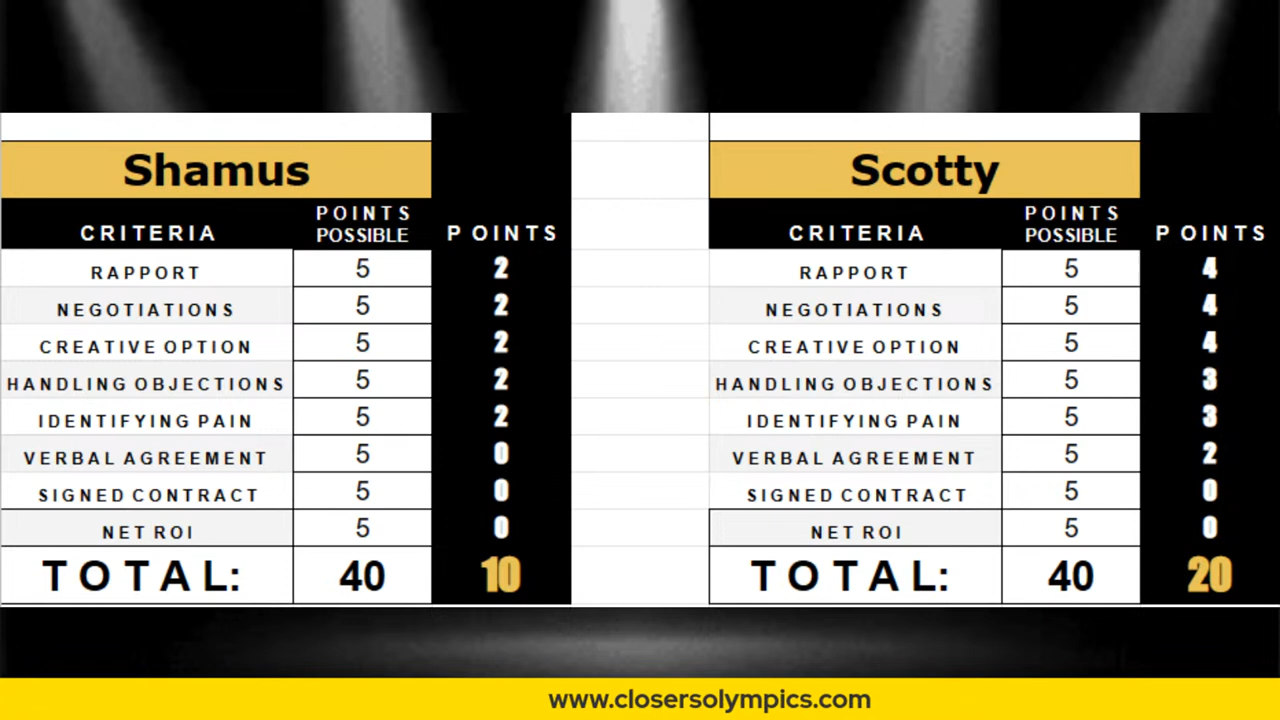 Shamus
CRITERIA POINTS POSSIBLE POINTS
RAPPORT 5 2
NEGOTIATIONS 5 2
CREATIVE OPTION 5 2
HANDLING OBJECTIONS 5 2
IDENTIFYING PAIN 5 2
VERBAL AGREEMENT 5 0
SIGNED CONTRACT 5 0
NET ROI 5 0
TOTAL: 40 10
Scotty
CRITERIA POINTS POSSIBLE POINTS
RAPPORT 5 4
NEGOTIATIONS 5 4
CREATIVE OPTION 5 4
HANDLING OBJECTIONS 5 3
IDENTIFYING PAIN 5 3
VERBAL AGREEMENT 5 2
SIGNED CONTRACT 5 0
NET ROI 5 0
TOTAL: 40 20
www.closersolympics.com